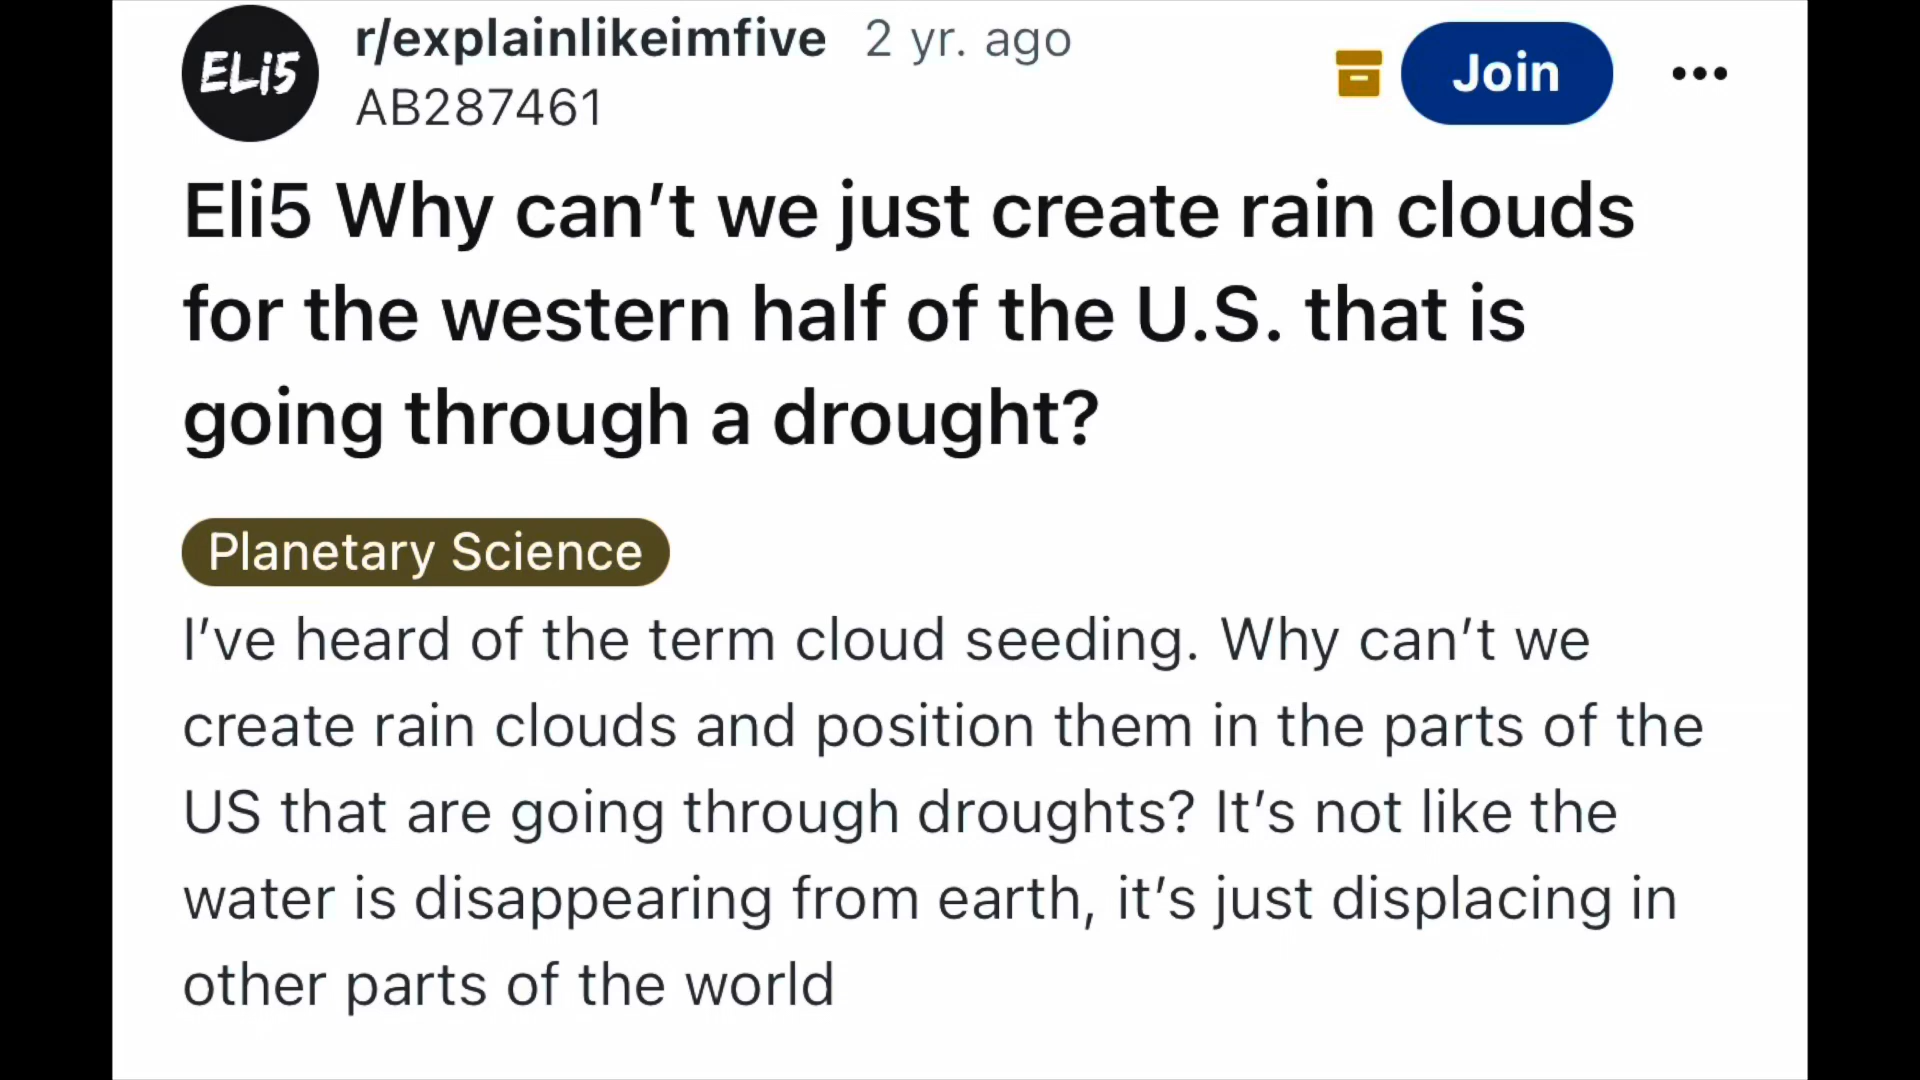 ELI5
r/explainlikeimfive 2 yr. ago
AB287461
Join
Eli5 Why can’t we just create rain clouds
for the western half of the U.S. that is
going through a drought?
Planetary Science
I’ve heard of the term cloud seeding. Why can’t we
create rain clouds and position them in the parts of the
US that are going through droughts? It’s not like the
water is disappearing from earth, it’s just displacing in
other parts of the world